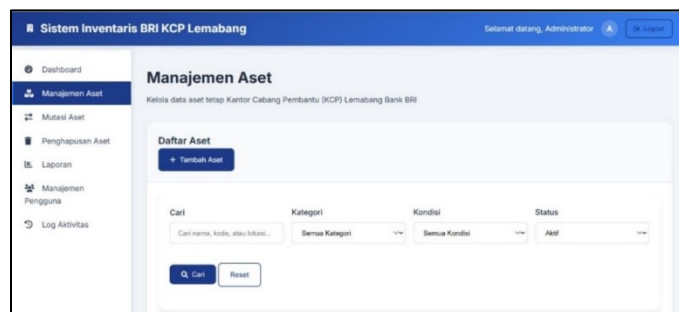 Sistem Inventaris BRI KCP Lemabang
Selamat datang, Administrator A Logout
Dashboard
Manajemen Aset
Mutasi Aset
Penghapusan Aset
Laporan
Manajemen
Pengguna
Log Aktivitas
Manajemen Aset
Kelola data aset tetap Kantor Cabang Pembantu (KCP) Lemabang Bank BRI
Daftar Aset
+ Tambah Aset
Cari
Kategori
Kondisi
Status
Cari nama, kode, atau lokasi...
Semua Kategori
Semua Kondisi
Aktif
Cari
Reset